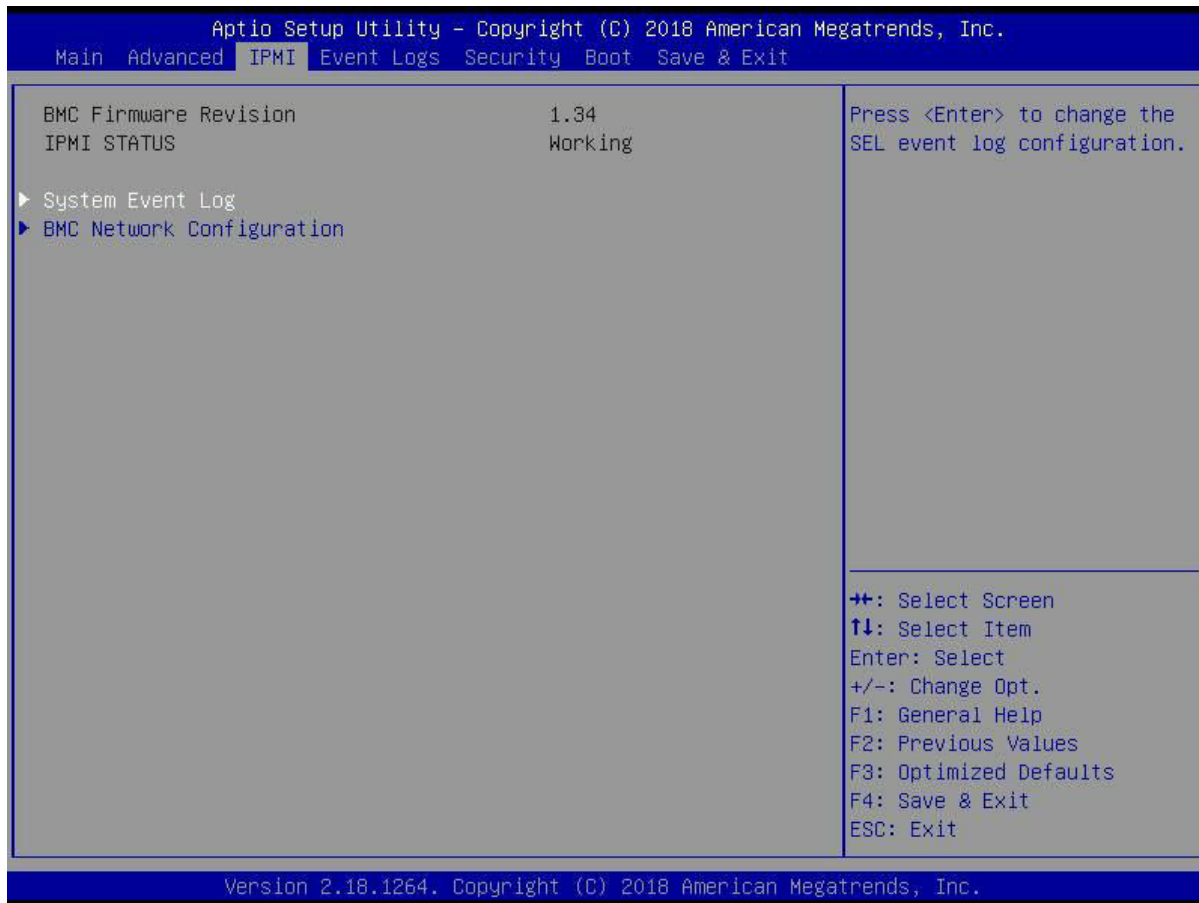 Aptio Setup Utility – Copyright (C) 2018 American Megatrends, Inc.
Main Advanced IPMI Event Logs Security Boot Save & Exit
BMC Firmware Revision 1.34
IPMI STATUS Working
System Event Log
BMC Network Configuration
Press <Enter> to change the
SEL event log configuration.
→←: Select Screen
↑↓: Select Item
Enter: Select
+/-: Change Opt.
F1: General Help
F2: Previous Values
F3: Optimized Defaults
F4: Save & Exit
ESC: Exit
Version 2.18.1264. Copyright (C) 2018 American Megatrends, Inc.